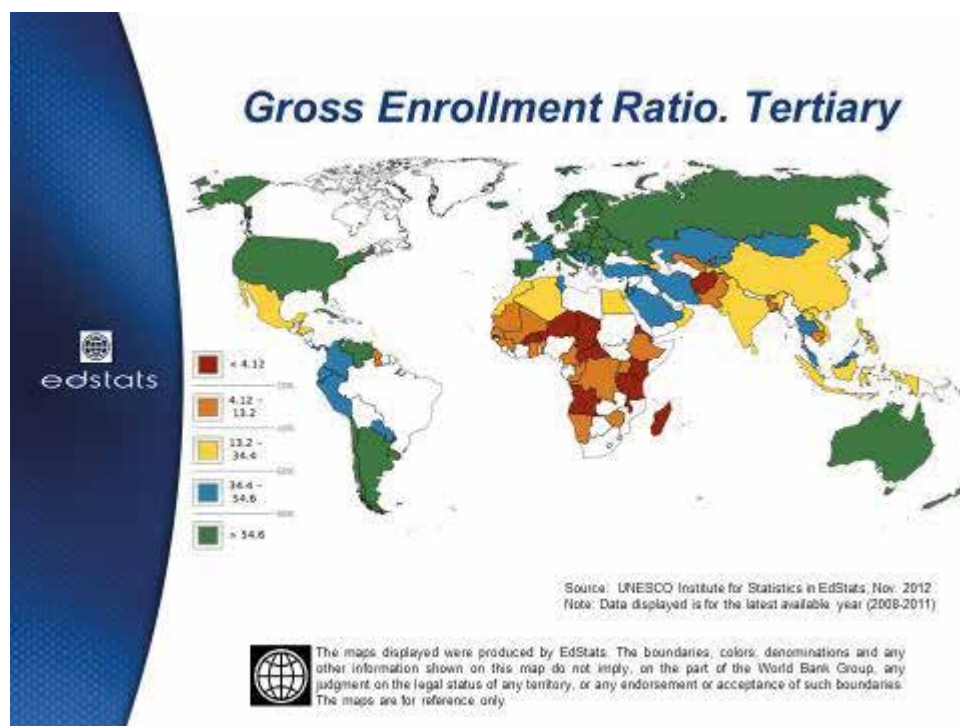 Gross Enrollment Ratio. Tertiary
edstats
< 4.12
20%
4.12 -
13.2
40%
13.2 -
34.4
60%
34.4 -
54.6
80%
> 54.6
Source: UNESCO Institute for Statistics in EdStats, Nov. 2012
Note: Data displayed is for the latest available year (2008-2011)
The maps displayed were produced by EdStats. The boundaries, colors, denominations and any
other information shown on this map do not imply, on the part of the World Bank Group, any
judgment on the legal status of any territory, or any endorsement or acceptance of such boundaries.
The maps are for reference only.